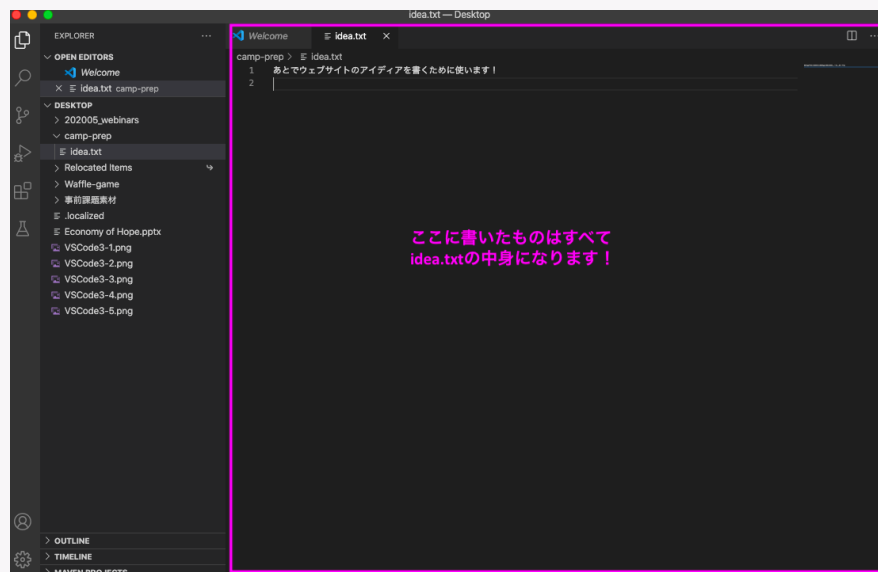 idea.txt — Desktop
EXPLORER
OPEN EDITORS
Welcome
idea.txt camp-prep
DESKTOP
202005_webinars
camp-prep
idea.txt
Relocated Items
Waffle-game
事前課題素材
.localized
Economy of Hope.pptx
VSCode3-1.png
VSCode3-2.png
VSCode3-3.png
VSCode3-4.png
VSCode3-5.png
OUTLINE
TIMELINE
MAVEN PROJECTS
Welcome
idea.txt
camp-prep > idea.txt
1 あとでウェブサイトのアイディアを書くために使います！
2
ここに書いたものはすべて
idea.txtの中身になります！